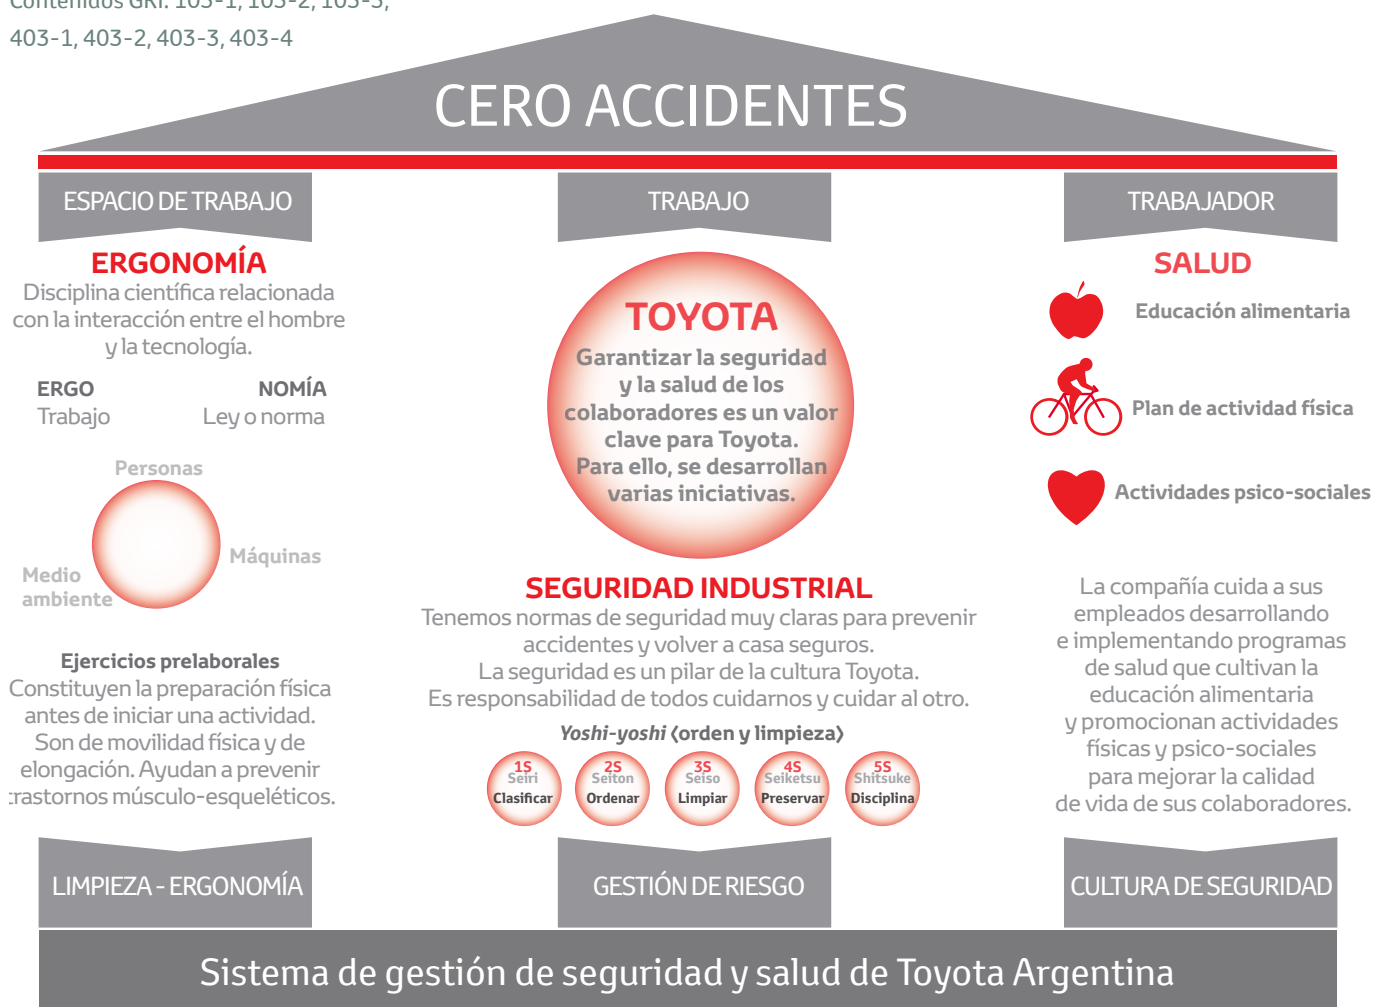 Contenidos GRI: 103-1, 103-2, 103-3,
403-1, 403-2, 403-3, 403-4
CERO ACCIDENTES
ESPACIO DE TRABAJO
ERGONOMÍA
Disciplina científica relacionada
con la interacción entre el hombre
y la tecnología.
ERGO NOMÍA
Trabajo Ley o norma
Personas
Máquinas
Medio
ambiente
Ejercicios prelaborales
Constituyen la preparación física
antes de iniciar una actividad.
Son de movilidad física y de
elongación. Ayudan a prevenir
trastornos músculo-esqueléticos.
LIMPIEZA - ERGONOMÍA
TRABAJO
TOYOTA
Garantizar la seguridad
y la salud de los
colaboradores es un valor
clave para Toyota.
Para ello, se desarrollan
varias iniciativas.
SEGURIDAD INDUSTRIAL
Tenemos normas de seguridad muy claras para prevenir
accidentes y volver a casa seguros.
La seguridad es un pilar de la cultura Toyota.
Es responsabilidad de todos cuidarnos y cuidar al otro.
Yoshi-yoshi (orden y limpieza)
1S 2S 3S 4S 5S
Seiri Seiton Seiso Seiketsu Shitsuke
Clasificar Ordenar Limpiar Preservar Disciplina
GESTIÓN DE RIESGO
TRABAJADOR
SALUD
Educación alimentaria
Plan de actividad física
Actividades psico-sociales
La compañía cuida a sus
empleados desarrollando
e implementando programas
de salud que cultivan la
educación alimentaria
y promocionan actividades
físicas y psico-sociales
para mejorar la calidad
de vida de sus colaboradores.
CULTURA DE SEGURIDAD
Sistema de gestión de seguridad y salud de Toyota Argentina